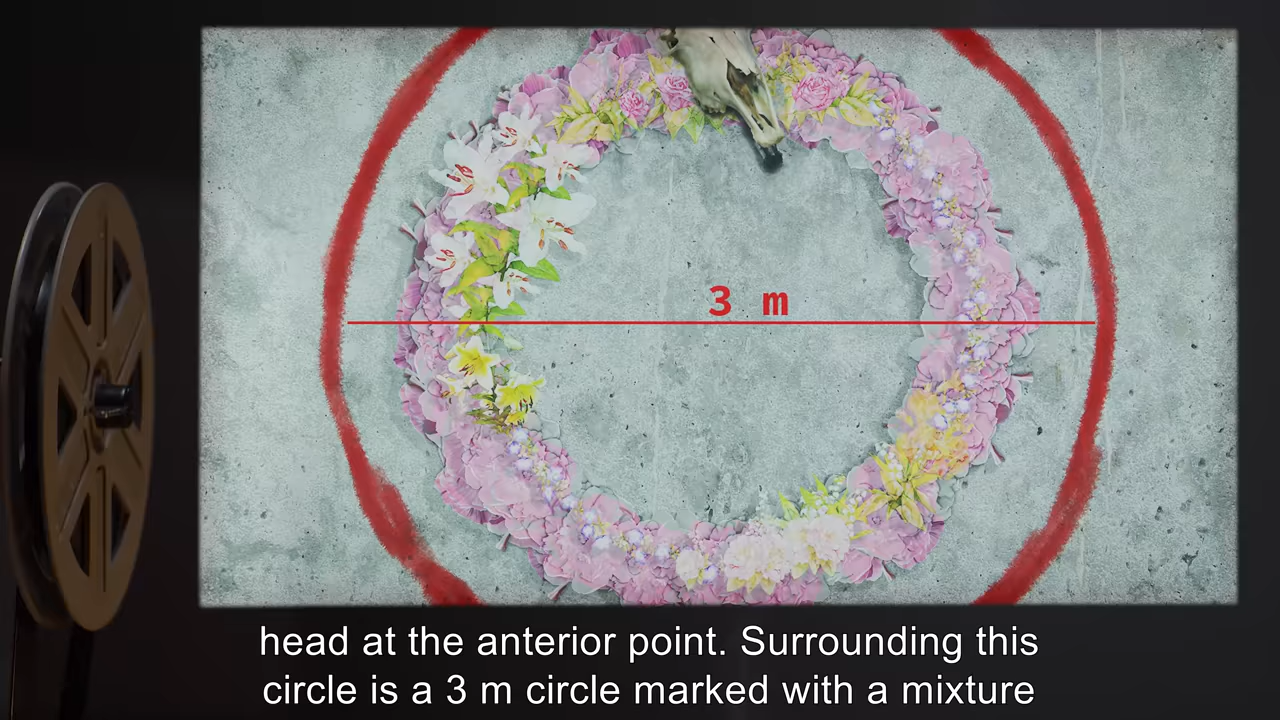 3 m
head at the anterior point. Surrounding this
circle is a 3 m circle marked with a mixture